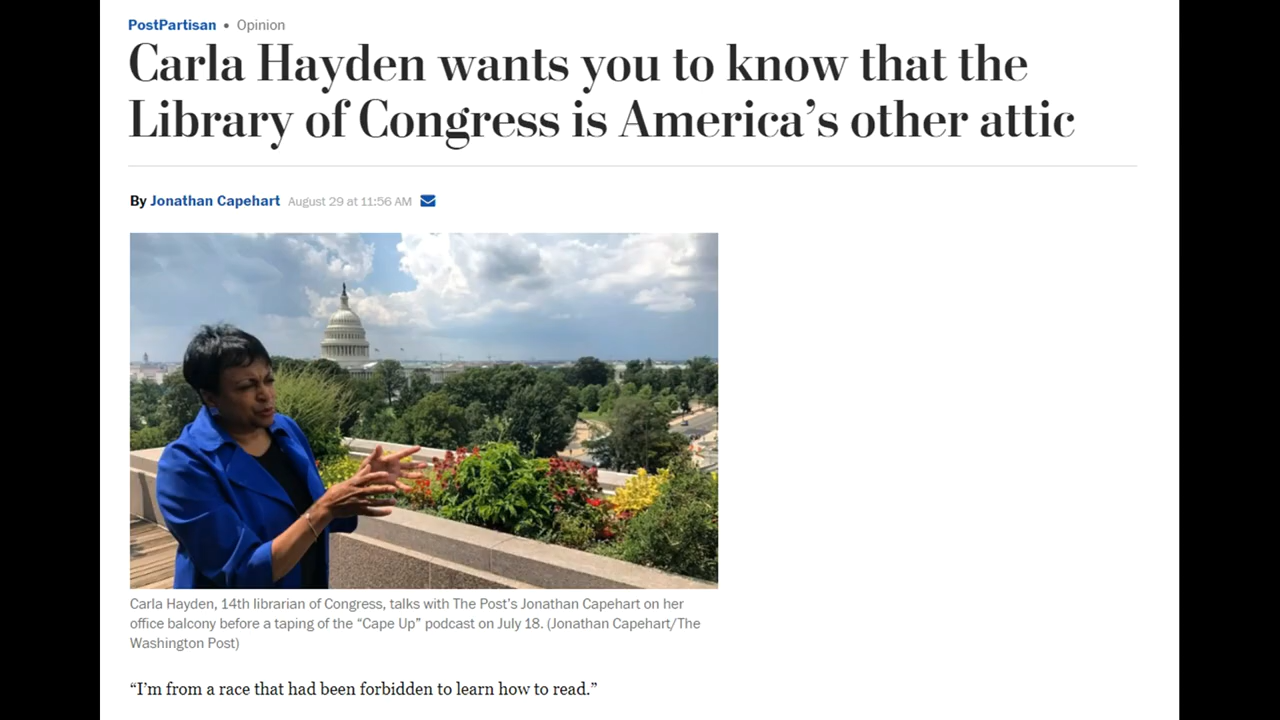 PostPartisan • Opinion
Carla Hayden wants you to know that the
Library of Congress is America’s other attic
By Jonathan Capehart August 29 at 11:56 AM
Carla Hayden, 14th librarian of Congress, talks with The Post’s Jonathan Capehart on her
office balcony before a taping of the “Cape Up” podcast on July 18. (Jonathan Capehart/The
Washington Post)
“I’m from a race that had been forbidden to learn how to read.”